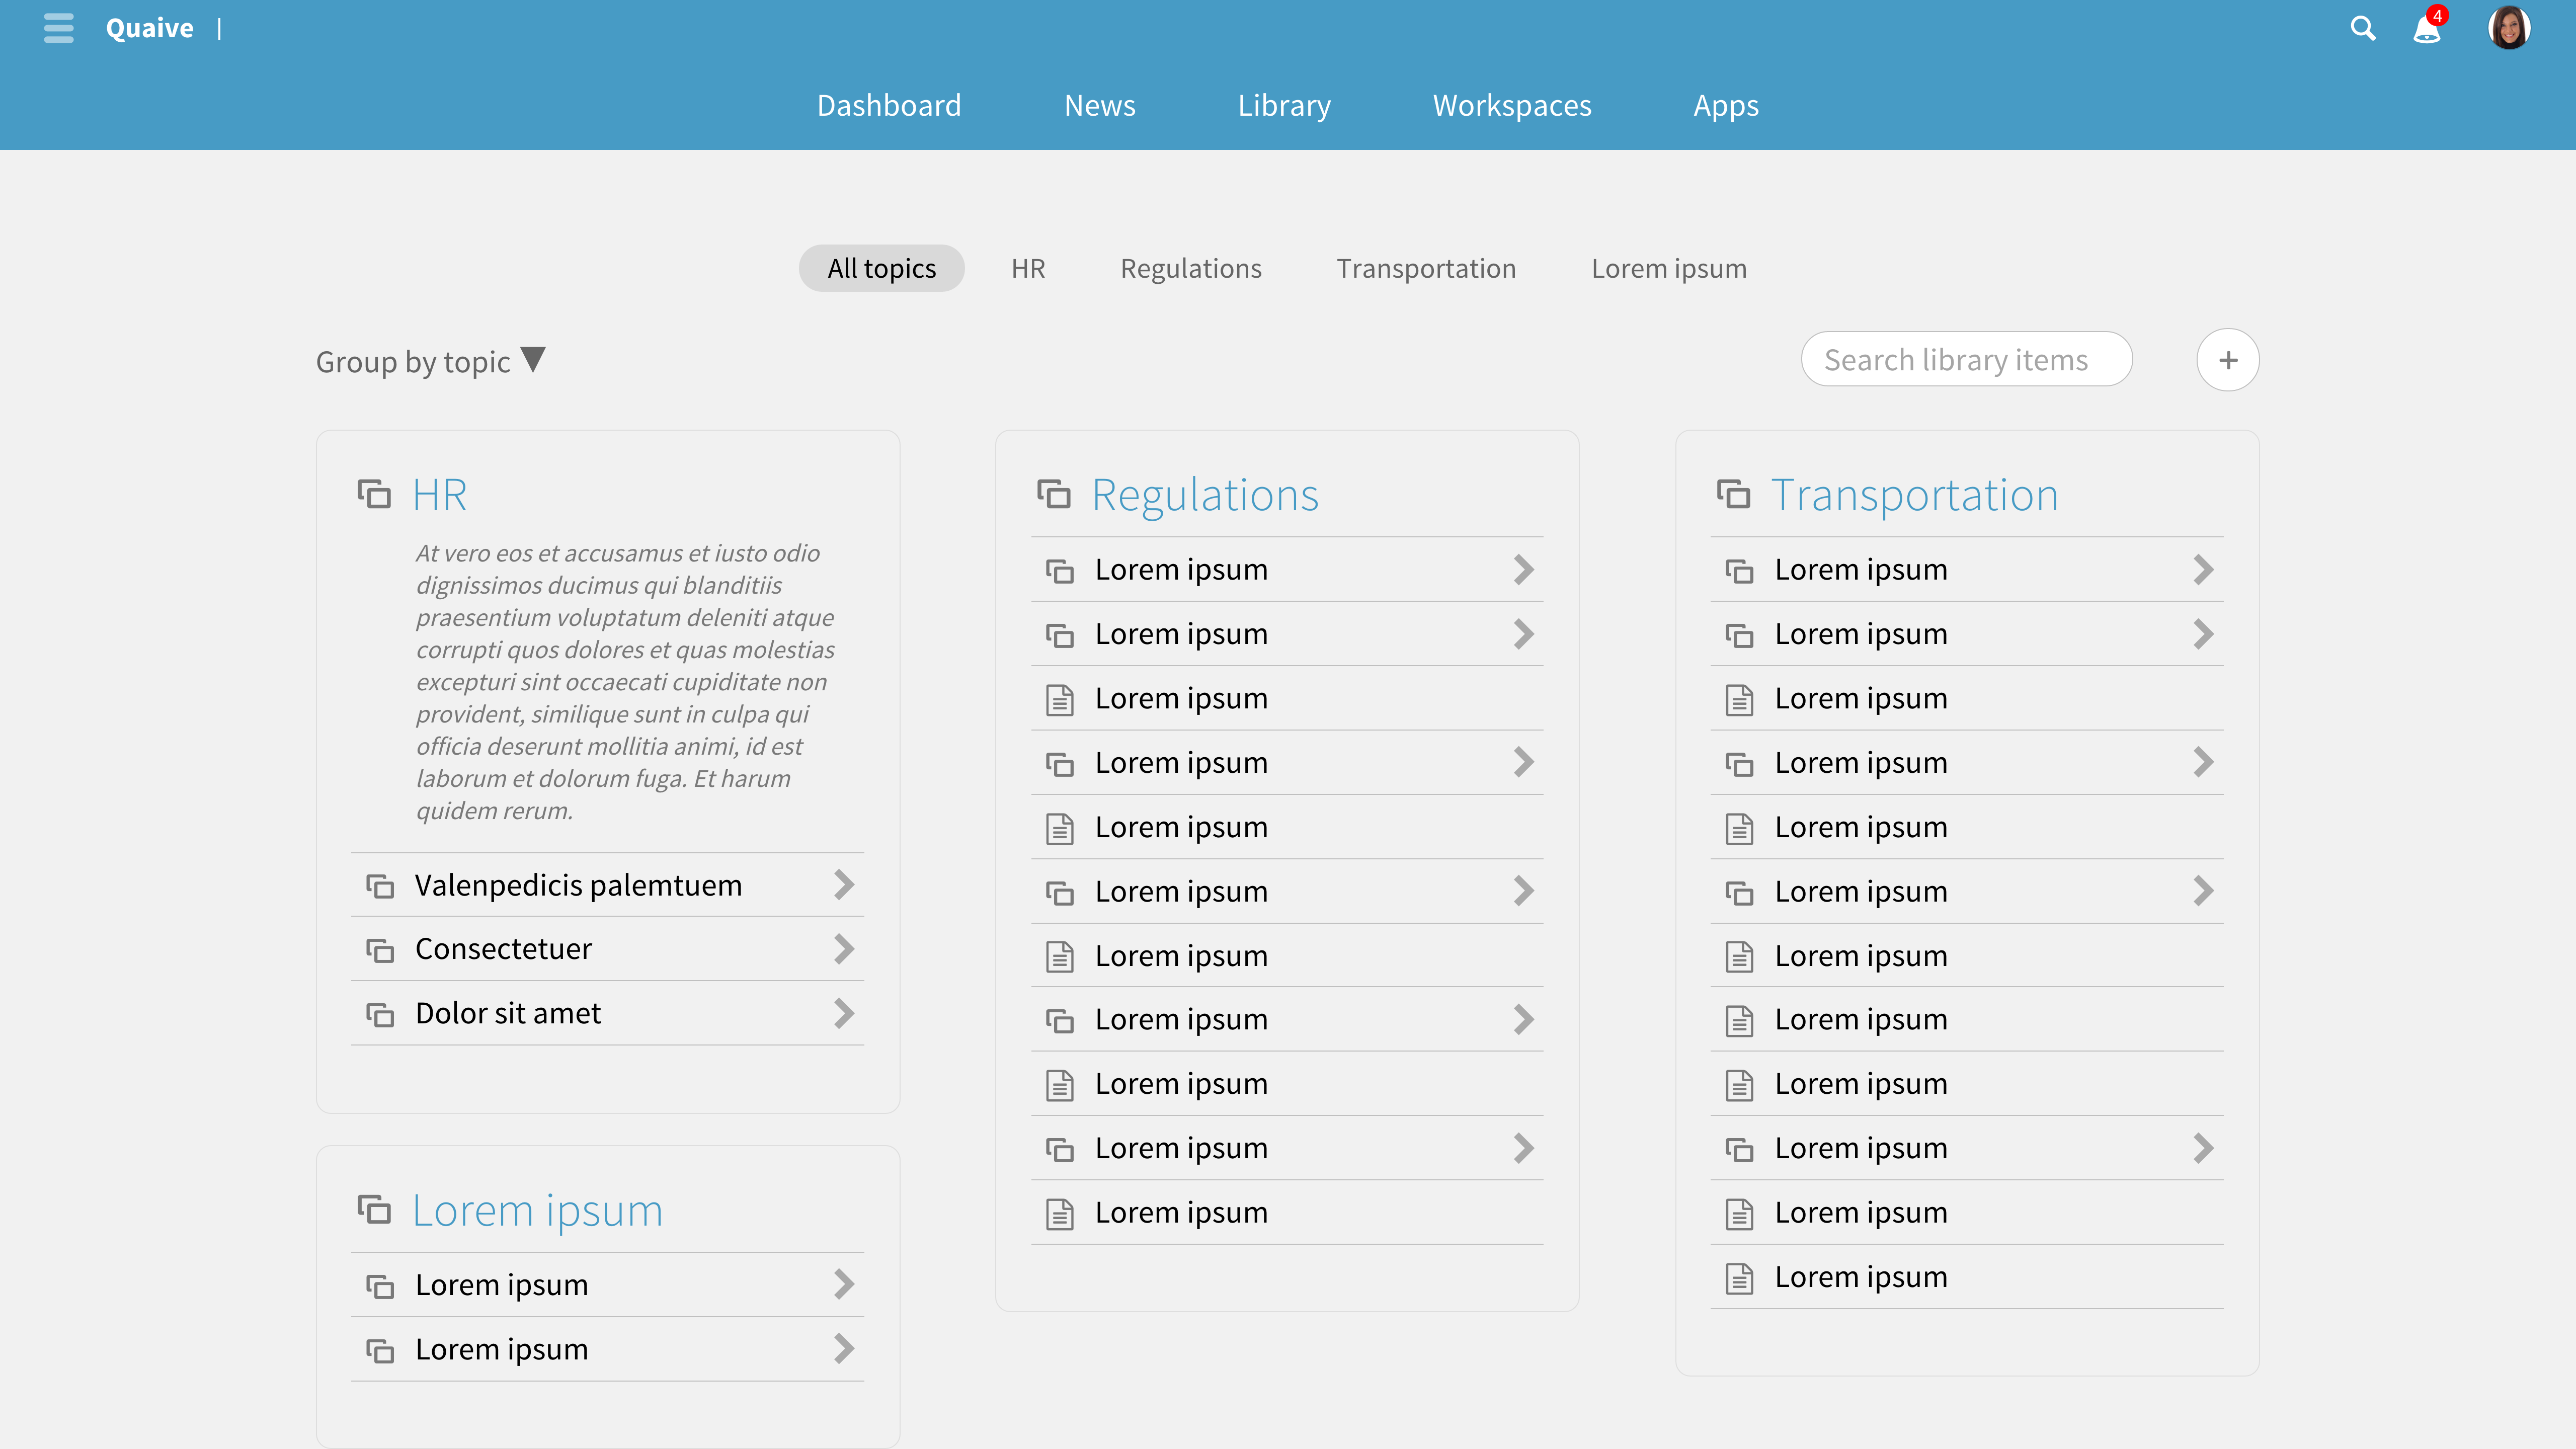 Quaive |
4
Dashboard News Library Workspaces Apps
All topics HR Regulations Transportation Lorem ipsum
Group by topic ▼
Search library items
+
HR
At vero eos et accusamus et iusto odio
dignissimos ducimus qui blanditiis
praesentium voluptatum deleniti atque
corrupti quos dolores et quas molestias
excepturi sint occaecati cupiditate non
provident, similique sunt in culpa qui
officia deserunt mollitia animi, id est
laborum et dolorum fuga. Et harum
quidem rerum.
Valenpedicis palemtuem
Consectetuer
Dolor sit amet
Lorem ipsum
Lorem ipsum
Lorem ipsum
Regulations
Lorem ipsum
Lorem ipsum
Lorem ipsum
Lorem ipsum
Lorem ipsum
Lorem ipsum
Lorem ipsum
Lorem ipsum
Lorem ipsum
Lorem ipsum
Lorem ipsum
Transportation
Lorem ipsum
Lorem ipsum
Lorem ipsum
Lorem ipsum
Lorem ipsum
Lorem ipsum
Lorem ipsum
Lorem ipsum
Lorem ipsum
Lorem ipsum
Lorem ipsum
Lorem ipsum